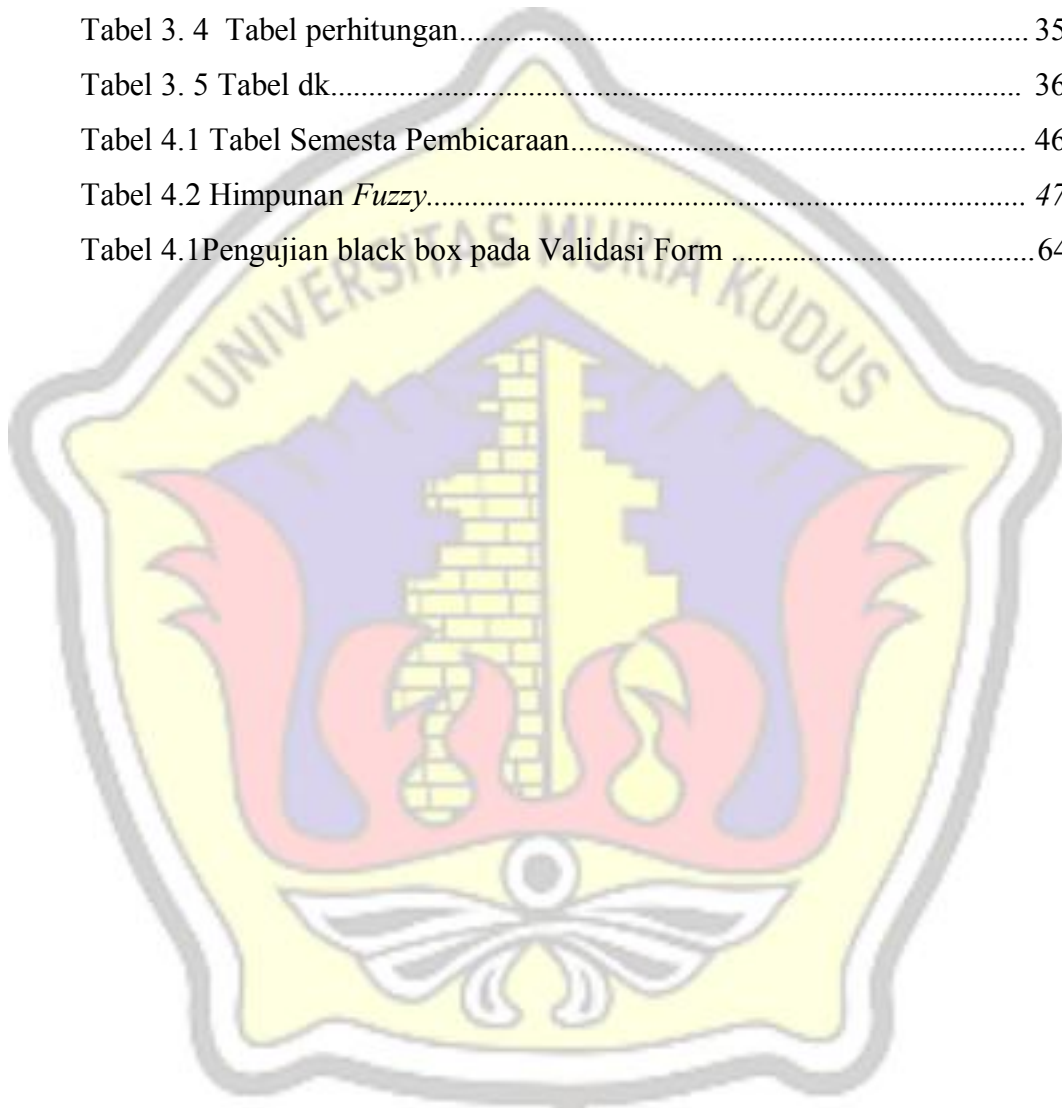 Tabel 3. 4  Tabel perhitungan.......................................................................... 35
Tabel 3. 5 Tabel dk......................................................................................... 36
Tabel 4.1 Tabel Semesta Pembicaraan........................................................... 46
Tabel 4.2 Himpunan Fuzzy.............................................................................. 47
Tabel 4.1Pengujian black box pada Validasi Form .......................................64
UNIVERSITAS MURIA KUDUS